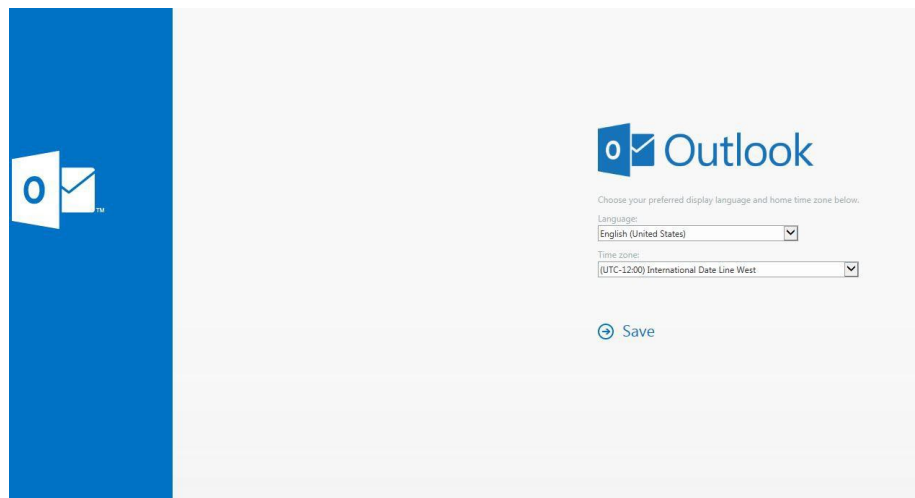 O
TM
O Outlook
Choose your preferred display language and home time zone below.
Language:
English (United States)
Time zone:
(UTC-12:00) International Date Line West
Save